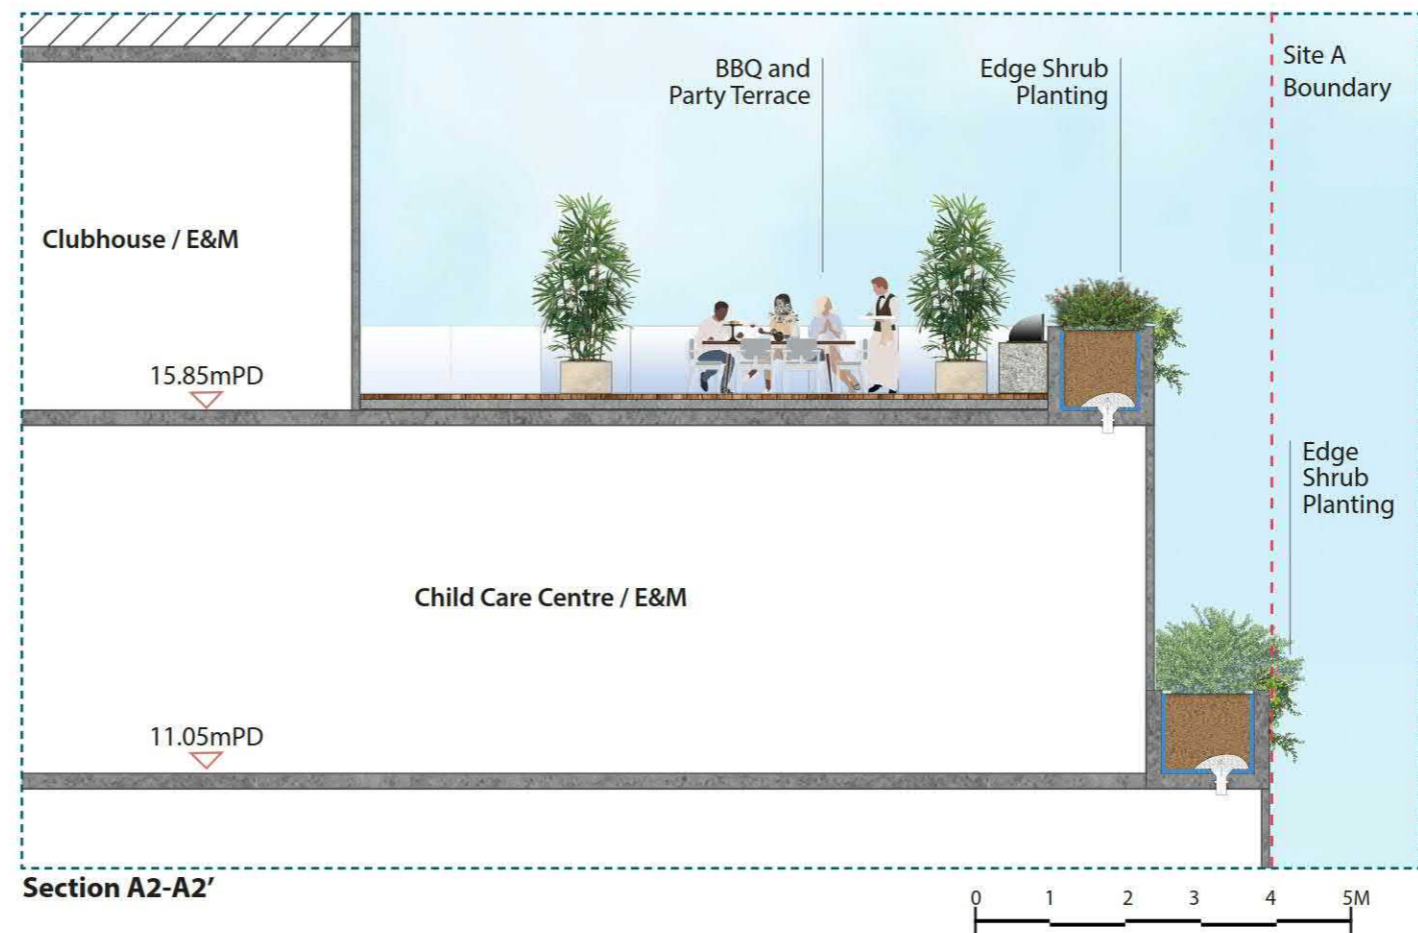 BBQ and
Party Terrace
Edge Shrub
Planting
Site A
Boundary
Clubhouse / E&M
15.85mPD
Edge
Shrub
Planting
Child Care Centre / E&M
11.05mPD
Section A2-A2’
0 1 2 3 4 5M